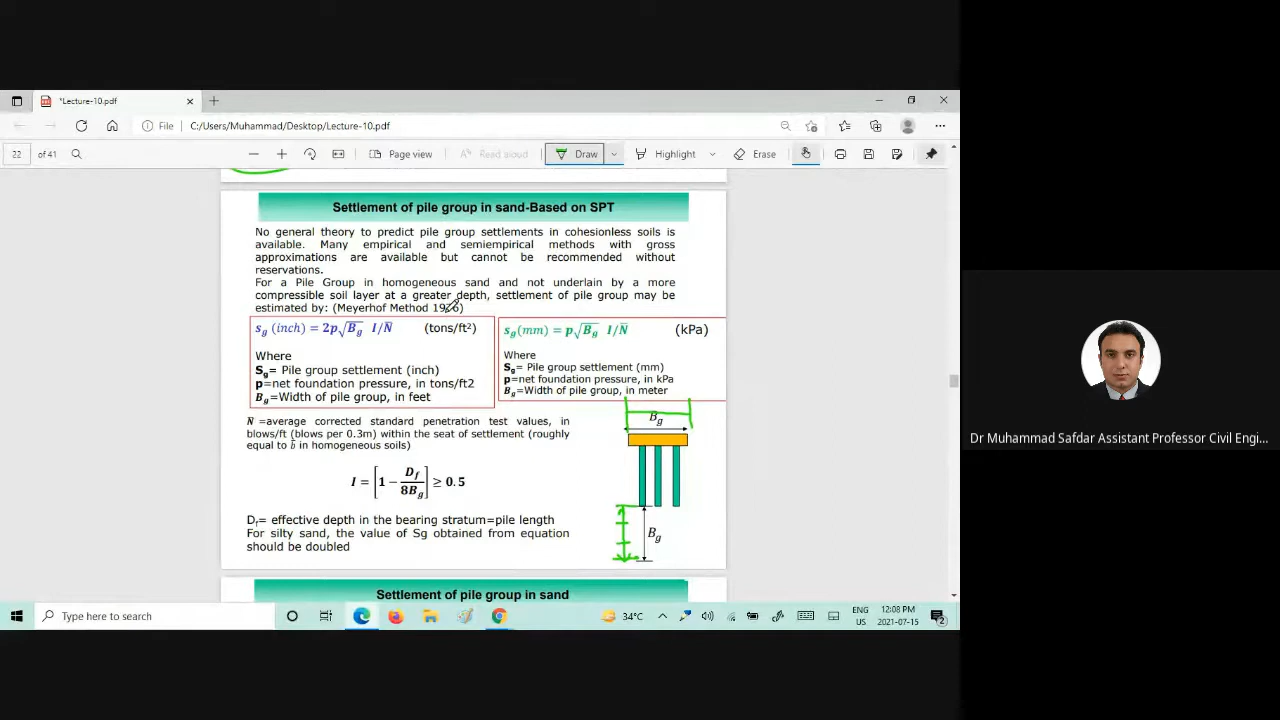 *Lecture-10.pdf
File
C:/Users/Muhammad/Desktop/Lecture-10.pdf
22 of 41
Page view
Read aloud
Draw
Highlight
Erase
Settlement of pile group in sand-Based on SPT
No general theory to predict pile group settlements in cohesionless soils is
available. Many empirical and semiempirical methods with gross
approximations are available but cannot be recommended without
reservations.
For a Pile Group in homogeneous sand and not underlain by a more
compressible soil layer at a greater depth, settlement of pile group may be
estimated by: (Meyerhof Method 1976)
s_g (inch) = 2p√B_g I/N̄ (tons/ft²)
Where
S_g= Pile group settlement (inch)
p=net foundation pressure, in tons/ft2
B_g=Width of pile group, in feet
s_g(mm) = p√B_g I/N̄ (kPa)
Where
S_g= Pile group settlement (mm)
p=net foundation pressure, in kPa
B_g=Width of pile group, in meter
N̄ =average corrected standard penetration test values, in
blows/ft (blows per 0.3m) within the seat of settlement (roughly
equal to b̄ in homogeneous soils)
I = [1 − D_f/8B_g] ≥ 0.5
D_f= effective depth in the bearing stratum=pile length
For silty sand, the value of Sg obtained from equation
should be doubled
B_g
B_g
Settlement of pile group in sand
Dr Muhammad Safdar Assistant Professor Civil Engi...
Type here to search
34°C
ENG
US
12:08 PM
2021-07-15
2